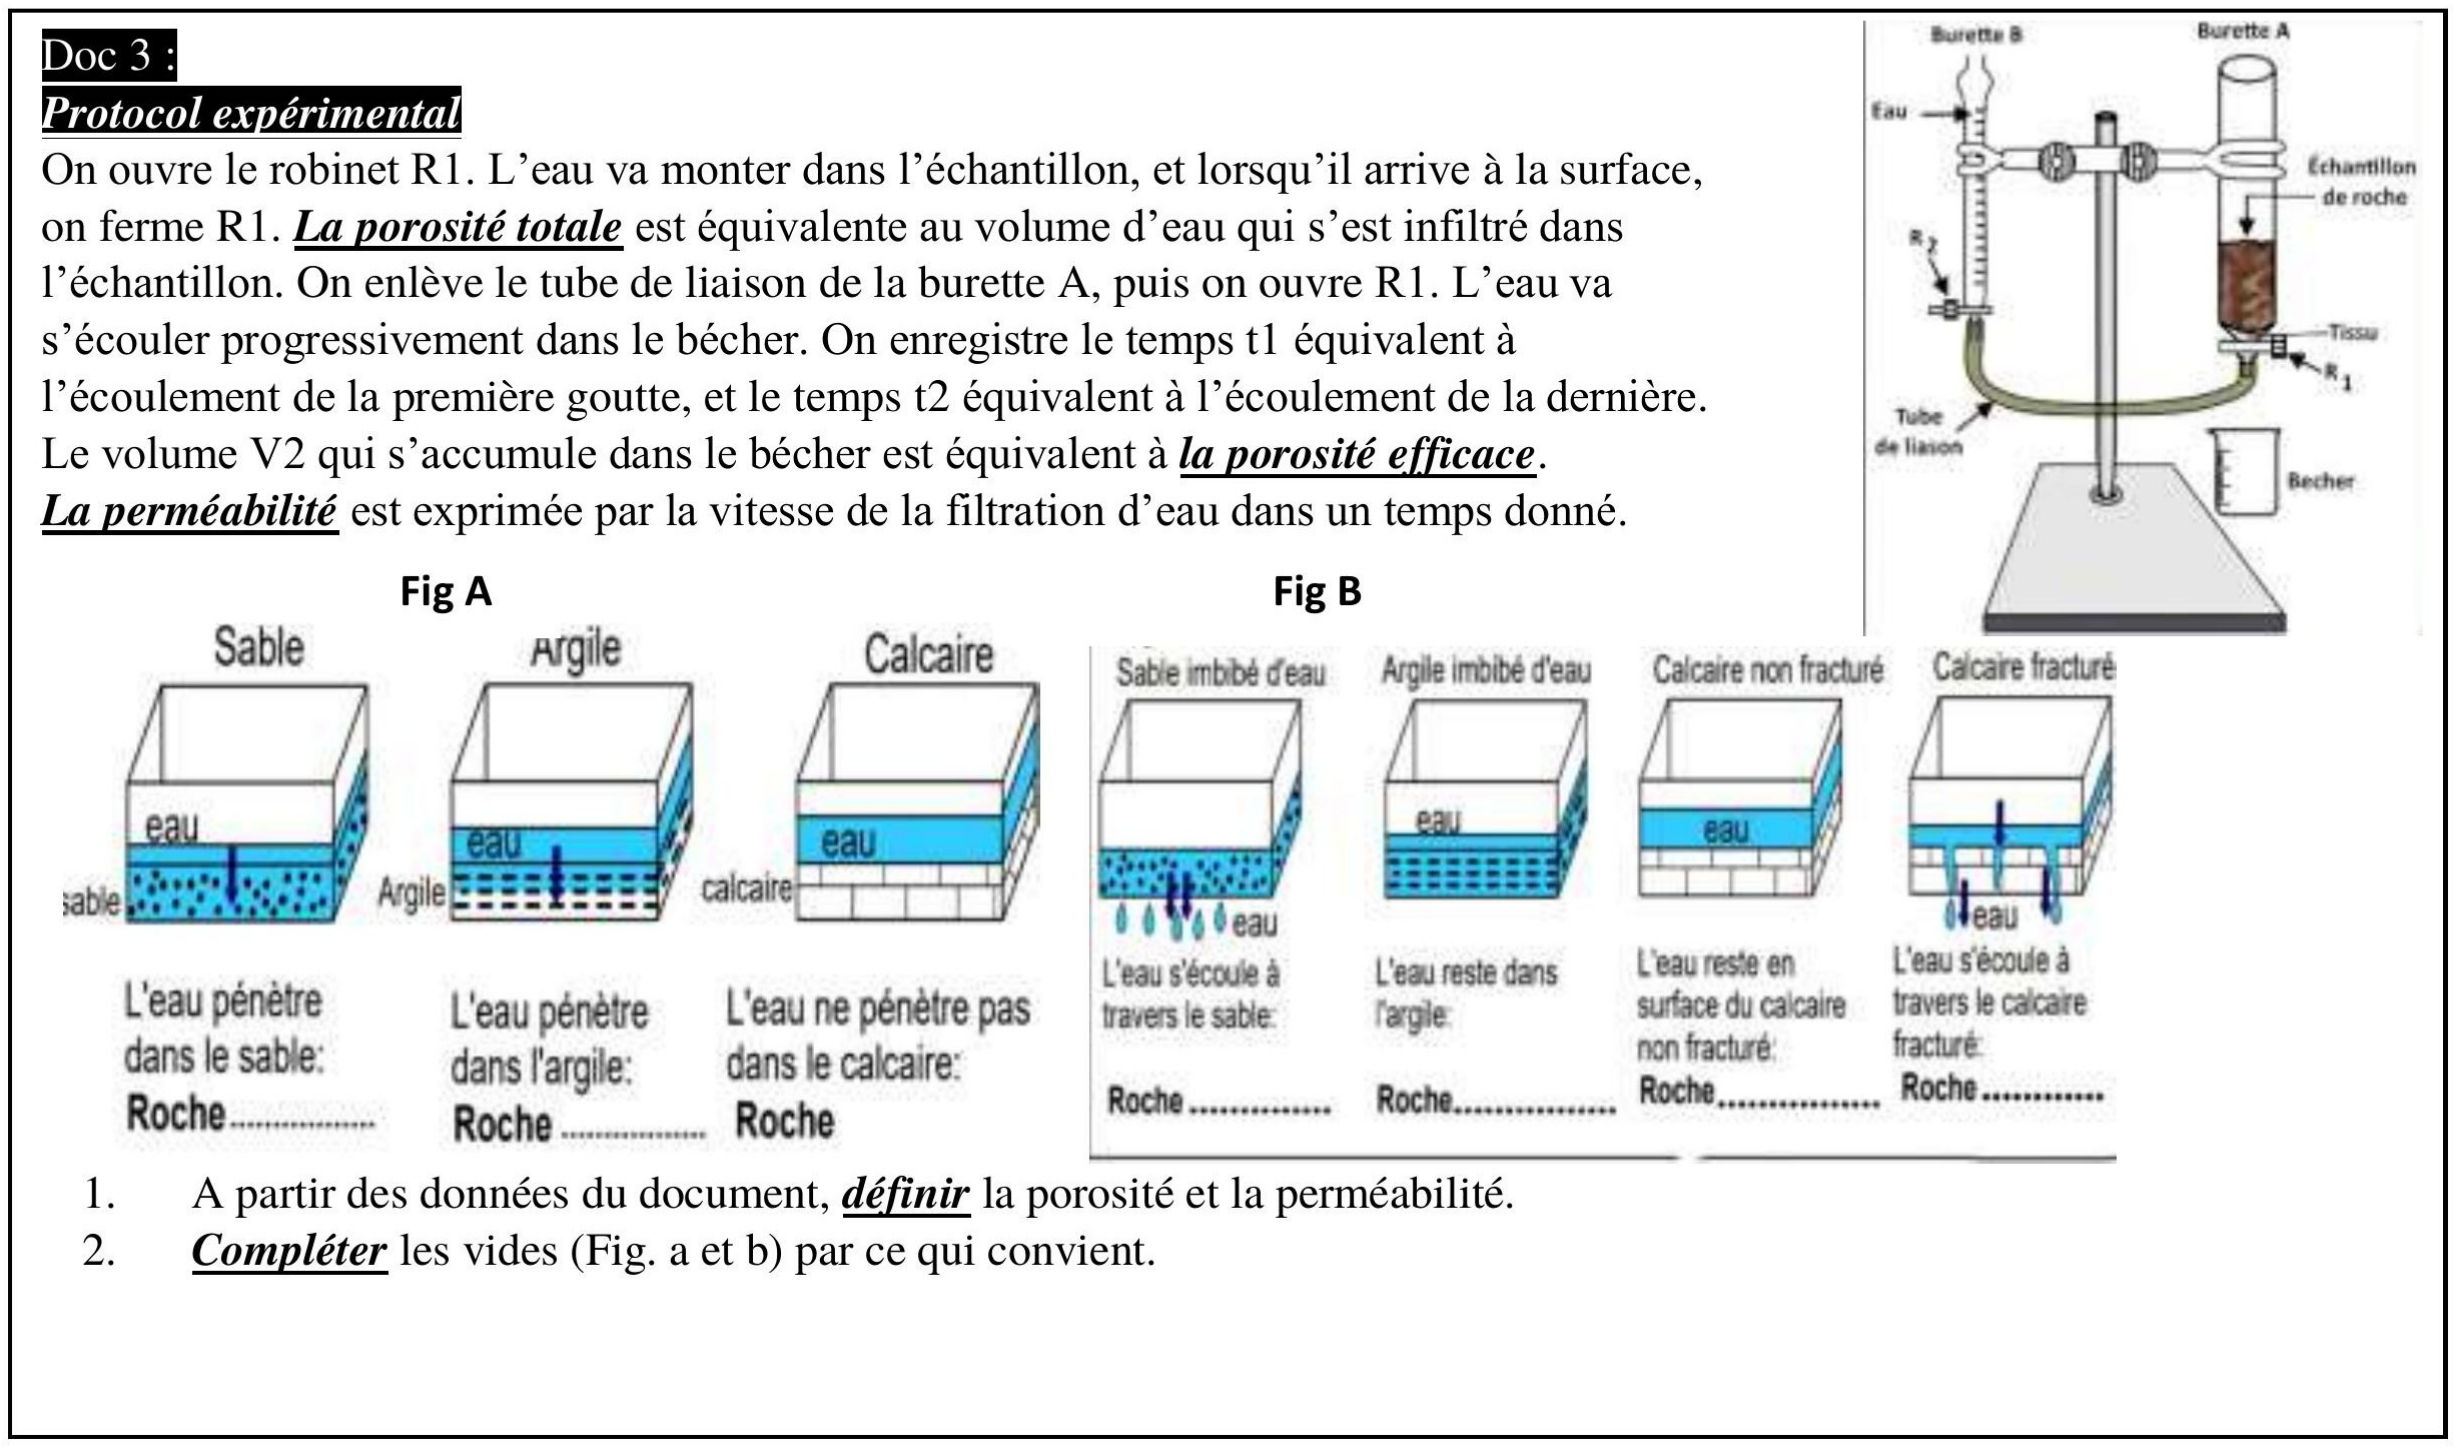 Doc 3 :
Protocol expérimental
On ouvre le robinet R1. L’eau va monter dans l’échantillon, et lorsqu’il arrive à la surface,
on ferme R1. La porosité totale est équivalente au volume d’eau qui s’est infiltré dans
l’échantillon. On enlève le tube de liaison de la burette A, puis on ouvre R1. L’eau va
s’écouler progressivement dans le bécher. On enregistre le temps t1 équivalent à
l’écoulement de la première goutte, et le temps t2 équivalent à l’écoulement de la dernière.
Le volume V2 qui s’accumule dans le bécher est équivalent à la porosité efficace.
La perméabilité est exprimée par la vitesse de la filtration d’eau dans un temps donné.
Burette B
Burette A
Eau
Échantillon
de roche
R2
Tissu
R1
Tube
de liason
Becher
Fig A
Sable
Argile
Calcaire
eau
eau
eau
sable
Argile
calcaire
L'eau pénètre
dans le sable:
Roche.................
L'eau pénètre
dans l'argile:
Roche .................
L'eau ne pénètre pas
dans le calcaire:
Roche
Fig B
Sable imbibé d'eau
Argile imbibé d'eau
Calcaire non fracturé
Calcaire fracturé
eau
eau
eau
eau
L'eau s'écoule à
travers le sable:
Roche ...............
L'eau reste dans
l'argile:
Roche.................
L'eau reste en
surface du calcaire
non fracturé:
Roche.................
L'eau s'écoule à
travers le calcaire
fracturé:
Roche .............
1. A partir des données du document, définir la porosité et la perméabilité.
2. Compléter les vides (Fig. a et b) par ce qui convient.